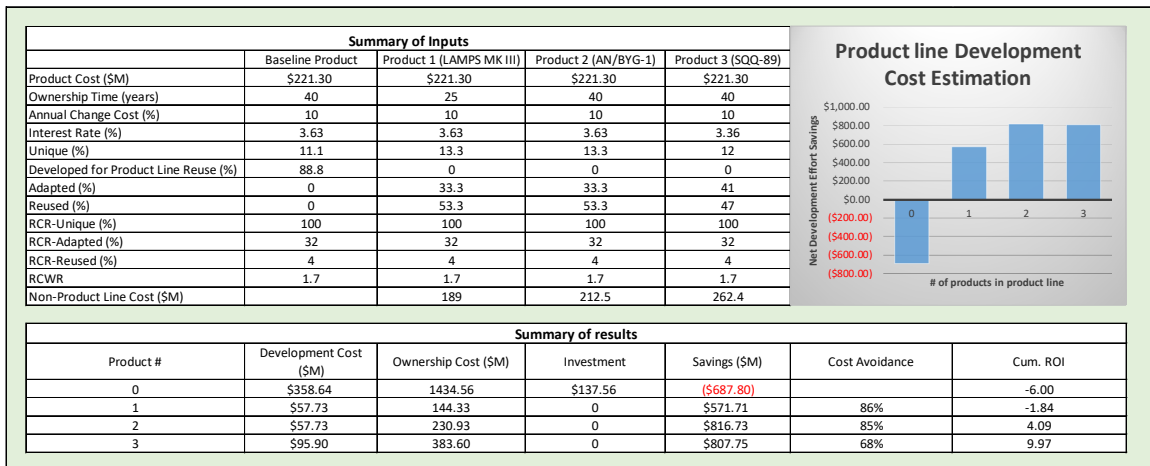 Summary of Inputs
Baseline Product Product 1 (LAMPS MK III) Product 2 (AN/BYG-1) Product 3 (SQQ-89)
Product Cost ($M) $221.30 $221.30 $221.30 $221.30
Ownership Time (years) 40 25 40 40
Annual Change Cost (%) 10 10 10 10
Interest Rate (%) 3.63 3.63 3.63 3.36
Unique (%) 11.1 13.3 13.3 12
Developed for Product Line Reuse (%) 88.8 0 0 0
Adapted (%) 0 33.3 33.3 41
Reused (%) 0 53.3 53.3 47
RCR-Unique (%) 100 100 100 100
RCR-Adapted (%) 32 32 32 32
RCR-Reused (%) 4 4 4 4
RCWR 1.7 1.7 1.7 1.7
Non-Product Line Cost ($M) 189 212.5 262.4
Product line Development
Cost Estimation
Net Development Effort Savings
$1,000.00
$800.00
$600.00
$400.00
$200.00
$0.00
($200.00)
($400.00)
($600.00)
($800.00)
0 1 2 3
# of products in product line
Summary of results
Product # Development Cost ($M) Ownership Cost ($M) Investment Savings ($M) Cost Avoidance Cum. ROI
0 $358.64 1434.56 $137.56 ($687.80) -6.00
1 $57.73 144.33 0 $571.71 86% -1.84
2 $57.73 230.93 0 $816.73 85% 4.09
3 $95.90 383.60 0 $807.75 68% 9.97